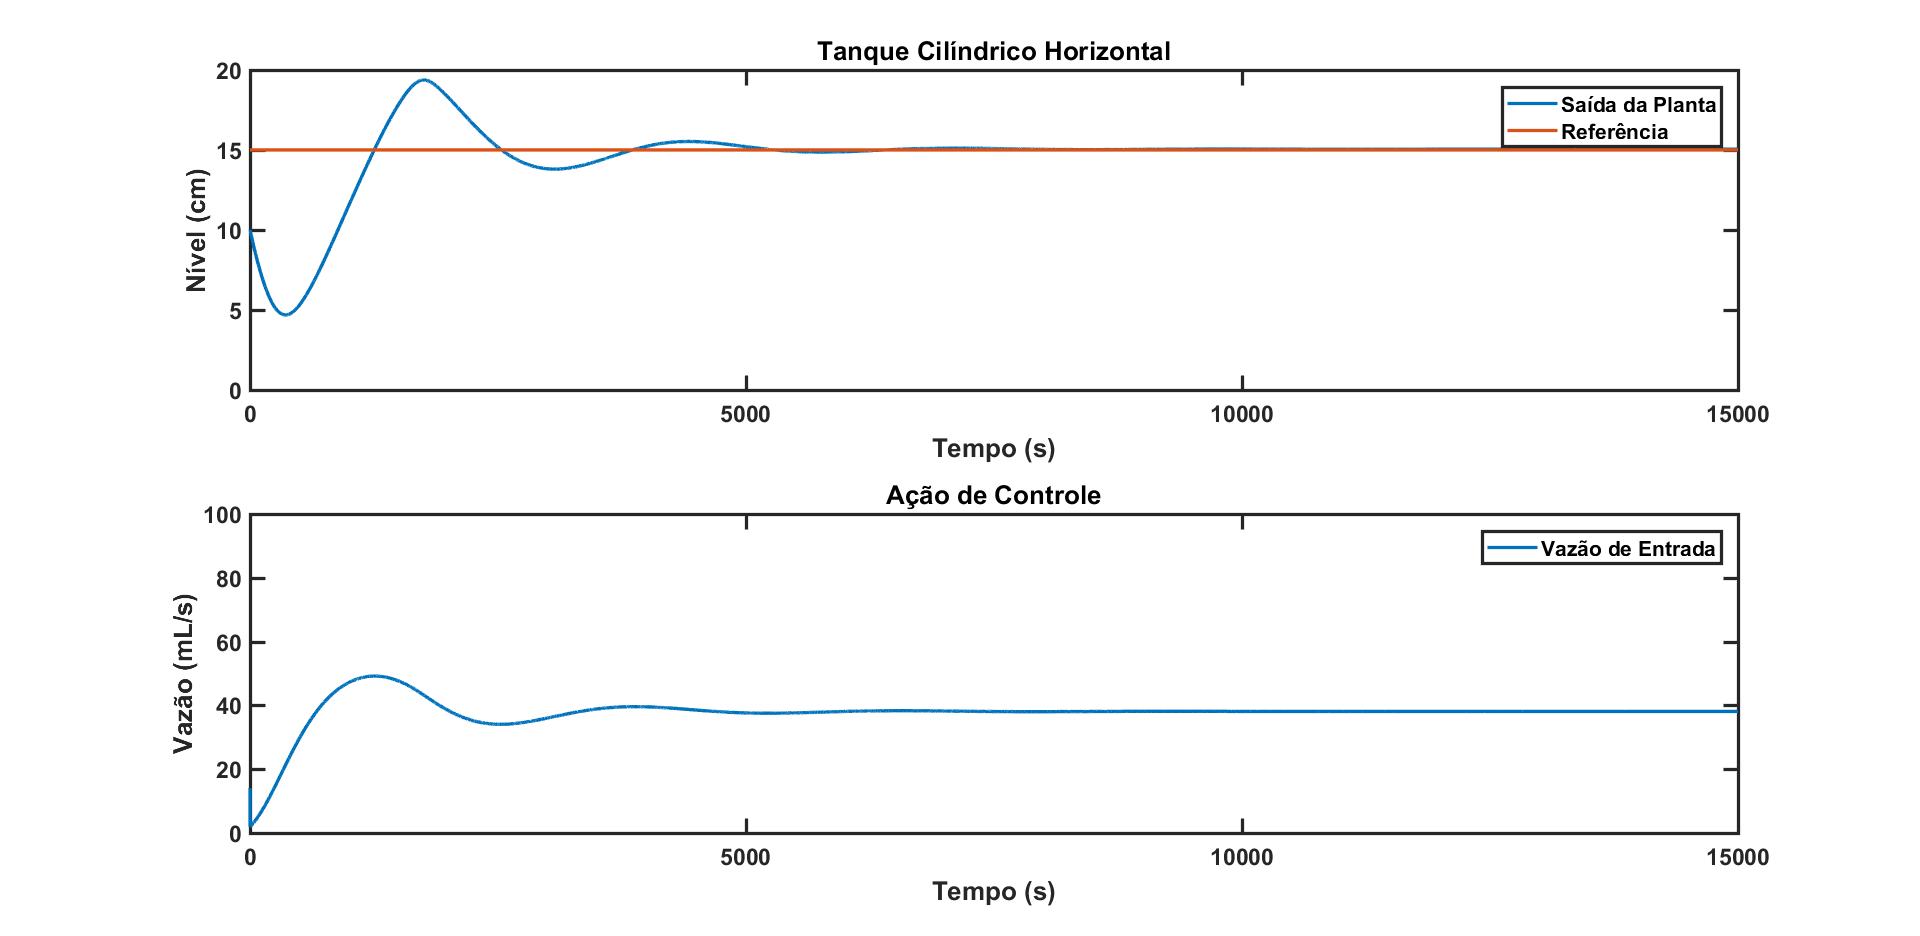 Tanque Cilíndrico Horizontal
20
15
10
5
0
Nível (cm)
Saída da Planta
Referência
0 5000 10000 15000
Tempo (s)
Ação de Controle
100
80
60
40
20
0
Vazão (mL/s)
Vazão de Entrada
0 5000 10000 15000
Tempo (s)